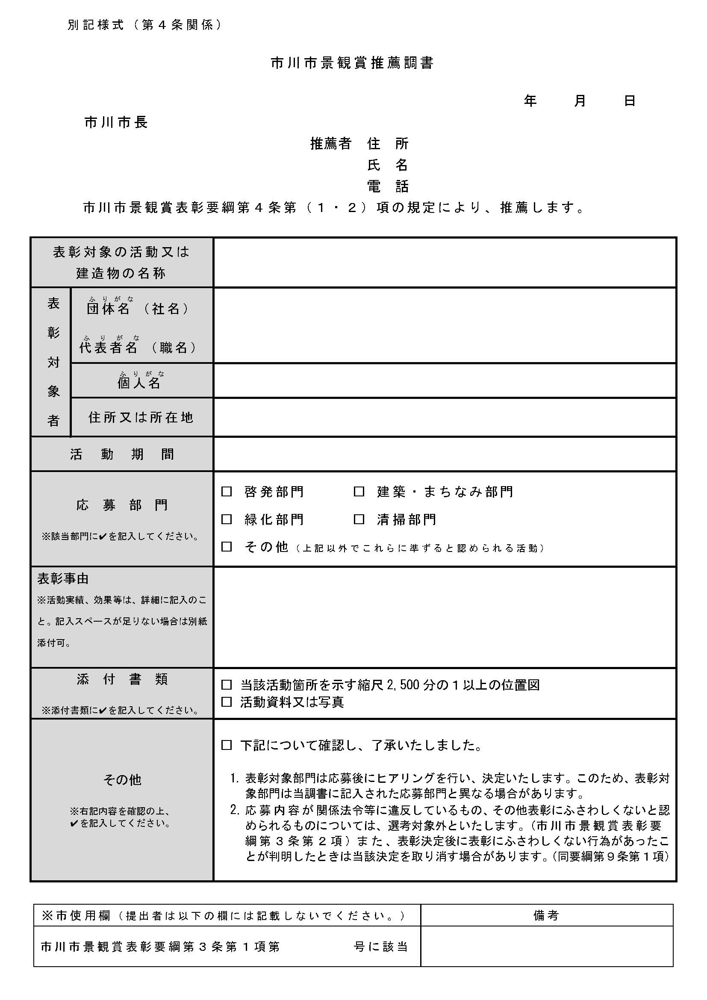 別記様式（第４条関係）
市川市景観賞推薦調書
年　　月　　日
市川市長
推薦者　住　所
氏　名
電　話
市川市景観賞表彰要綱第４条第（１・２）項の規定により、推薦します。
表彰対象の活動又は
建造物の名称
表彰対象者
ふりがな
団体名（社名）
ふりがな
代表者名（職名）
ふりがな
個人名
住所又は所在地
活　動　期　間
応　募　部　門
※該当部門に✔を記入してください。
□　啓発部門　　　□　建築・まちなみ部門
□　緑化部門　　　□　清掃部門
□　その他（上記以外でこれらに準ずると認められる活動）
表彰事由
※活動実績、効果等は、詳細に記入のこ
と。記入スペースが足りない場合は別紙
添付可。
添　付　書　類
※添付書類に✔を記入してください。
□ 当該活動箇所を示す縮尺2,500分の１以上の位置図
□ 活動資料又は写真
その他
※右記内容を確認の上、
✔を記入してください。
□ 下記について確認し、了承いたしました。
1. 表彰対象部門は応募後にヒアリングを行い、決定いたします。このため、表彰対
象部門は当調書に記入された応募部門と異なる場合があります。
2. 応募内容が関係法令等に違反しているもの、その他表彰にふさわしくないと認
められるものについては、選考対象外といたします。（市川市景観賞表彰要
綱第３条第２項）また、表彰決定後に表彰にふさわしくない行為があったこ
とが判明したときは当該決定を取り消す場合があります。（同要綱第９条第１項）
※市使用欄（提出者は以下の欄には記載しないでください。）
備考
市川市景観賞表彰要綱第３条第１項第　　　　　号に該当